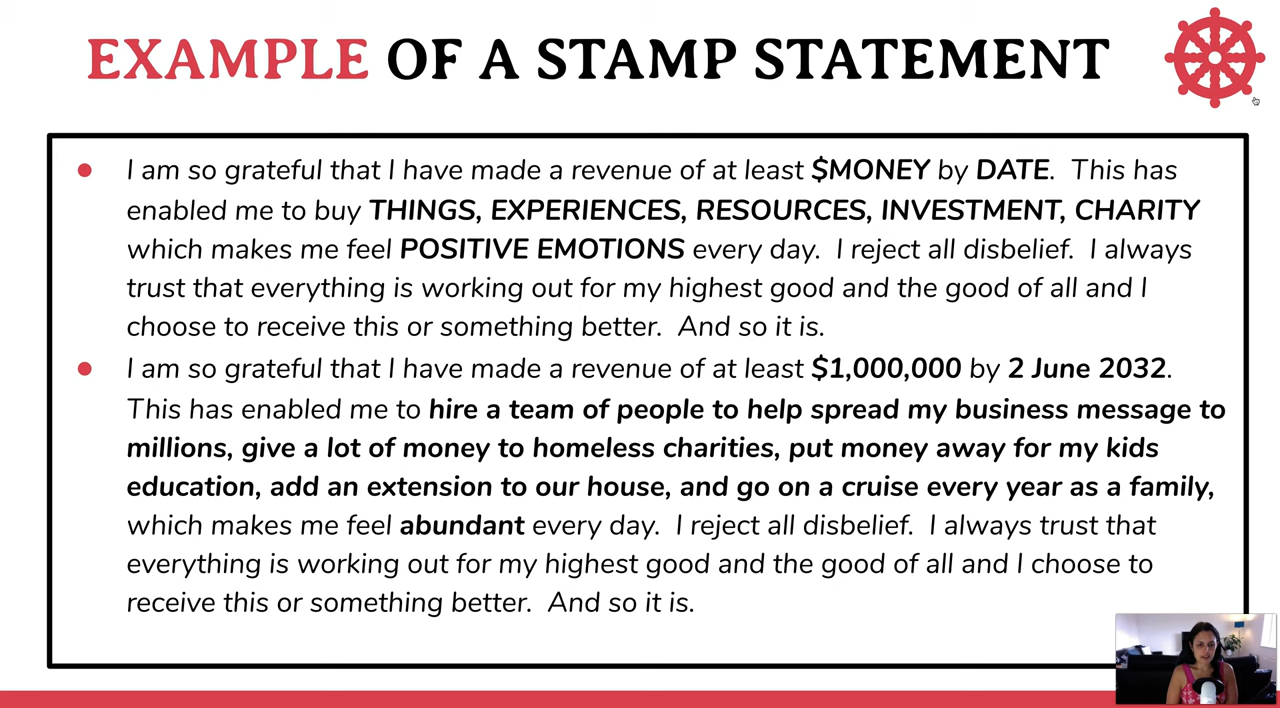 EXAMPLE OF A STAMP STATEMENT
I am so grateful that I have made a revenue of at least $MONEY by DATE. This has
enabled me to buy THINGS, EXPERIENCES, RESOURCES, INVESTMENT, CHARITY
which makes me feel POSITIVE EMOTIONS every day. I reject all disbelief. I always
trust that everything is working out for my highest good and the good of all and I
choose to receive this or something better. And so it is.
I am so grateful that I have made a revenue of at least $1,000,000 by 2 June 2032.
This has enabled me to hire a team of people to help spread my business message to
millions, give a lot of money to homeless charities, put money away for my kids
education, add an extension to our house, and go on a cruise every year as a family,
which makes me feel abundant every day. I reject all disbelief. I always trust that
everything is working out for my highest good and the good of all and I choose to
receive this or something better. And so it is.